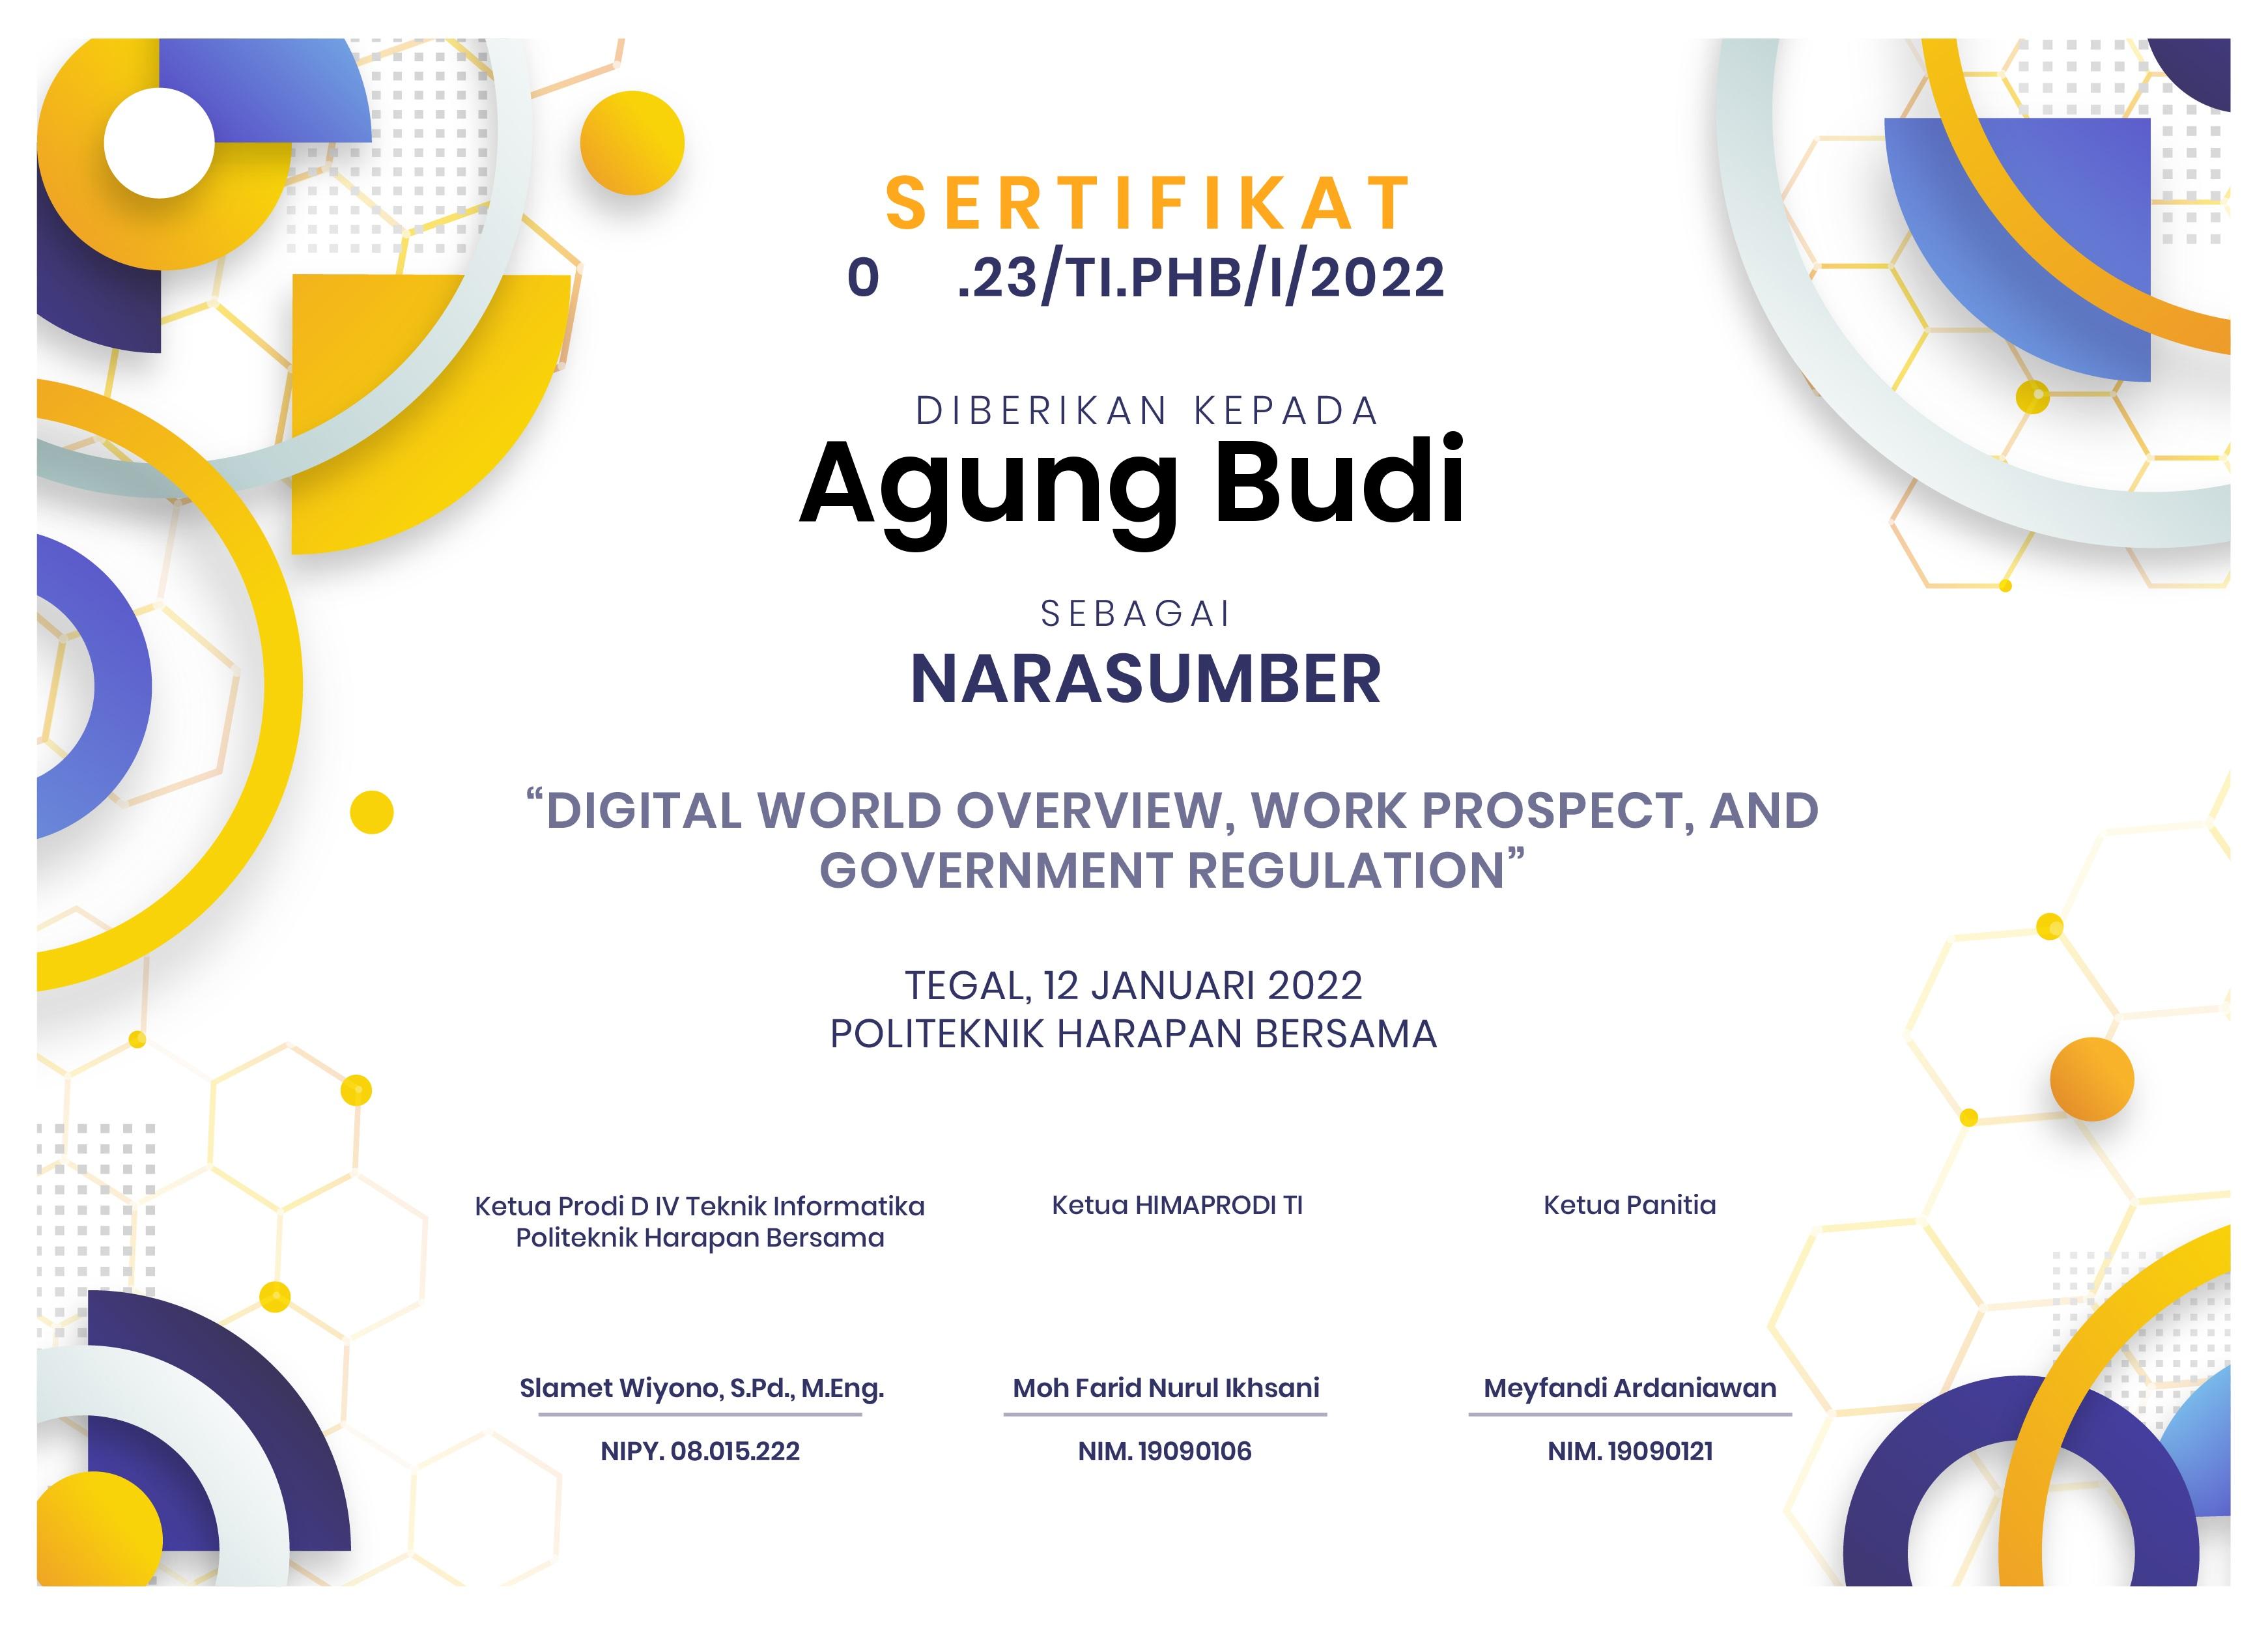 SERTIFIKAT
0 .23/TI.PHB/I/2022
DIBERIKAN KEPADA
Agung Budi
SEBAGAI
NARASUMBER
“DIGITAL WORLD OVERVIEW, WORK PROSPECT, AND
GOVERNMENT REGULATION”
TEGAL, 12 JANUARI 2022
POLITEKNIK HARAPAN BERSAMA
Ketua Prodi D IV Teknik Informatika
Politeknik Harapan Bersama
Slamet Wiyono, S.Pd., M.Eng.
NIPY. 08.015.222
Ketua HIMAPRODI TI
Moh Farid Nurul Ikhsani
NIM. 19090106
Ketua Panitia
Meyfandi Ardaniawan
NIM. 19090121